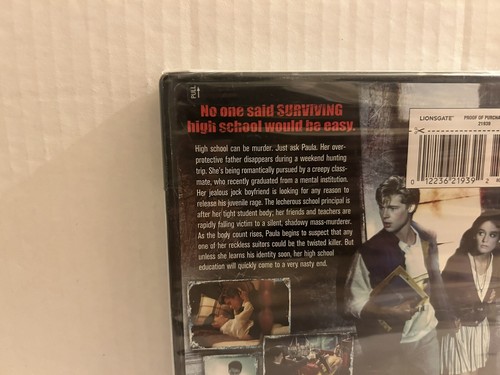 PULL
No one said SURVIVING
high school would be easy.
High school can be murder. Just ask Paula. Her over-
protective father disappears during a weekend hunting
trip. She's being romantically pursued by a creepy class-
mate, who recently graduated from a mental institution.
Her jealous jock boyfriend is looking for any reason to
release his juvenile rage. The lecherous school principal is
after her tight student body; her friends and teachers are
rapidly falling victim to a silent, shadowy mass-murderer.
As the body count rises, Paula begins to suspect that any
one of her reckless suitors could be the twisted killer. But
unless she learns his identity soon, her high school
education will quickly come to a very nasty end.
LIONSGATE PROOF OF PURCHA
21939
0 12236 21939 2